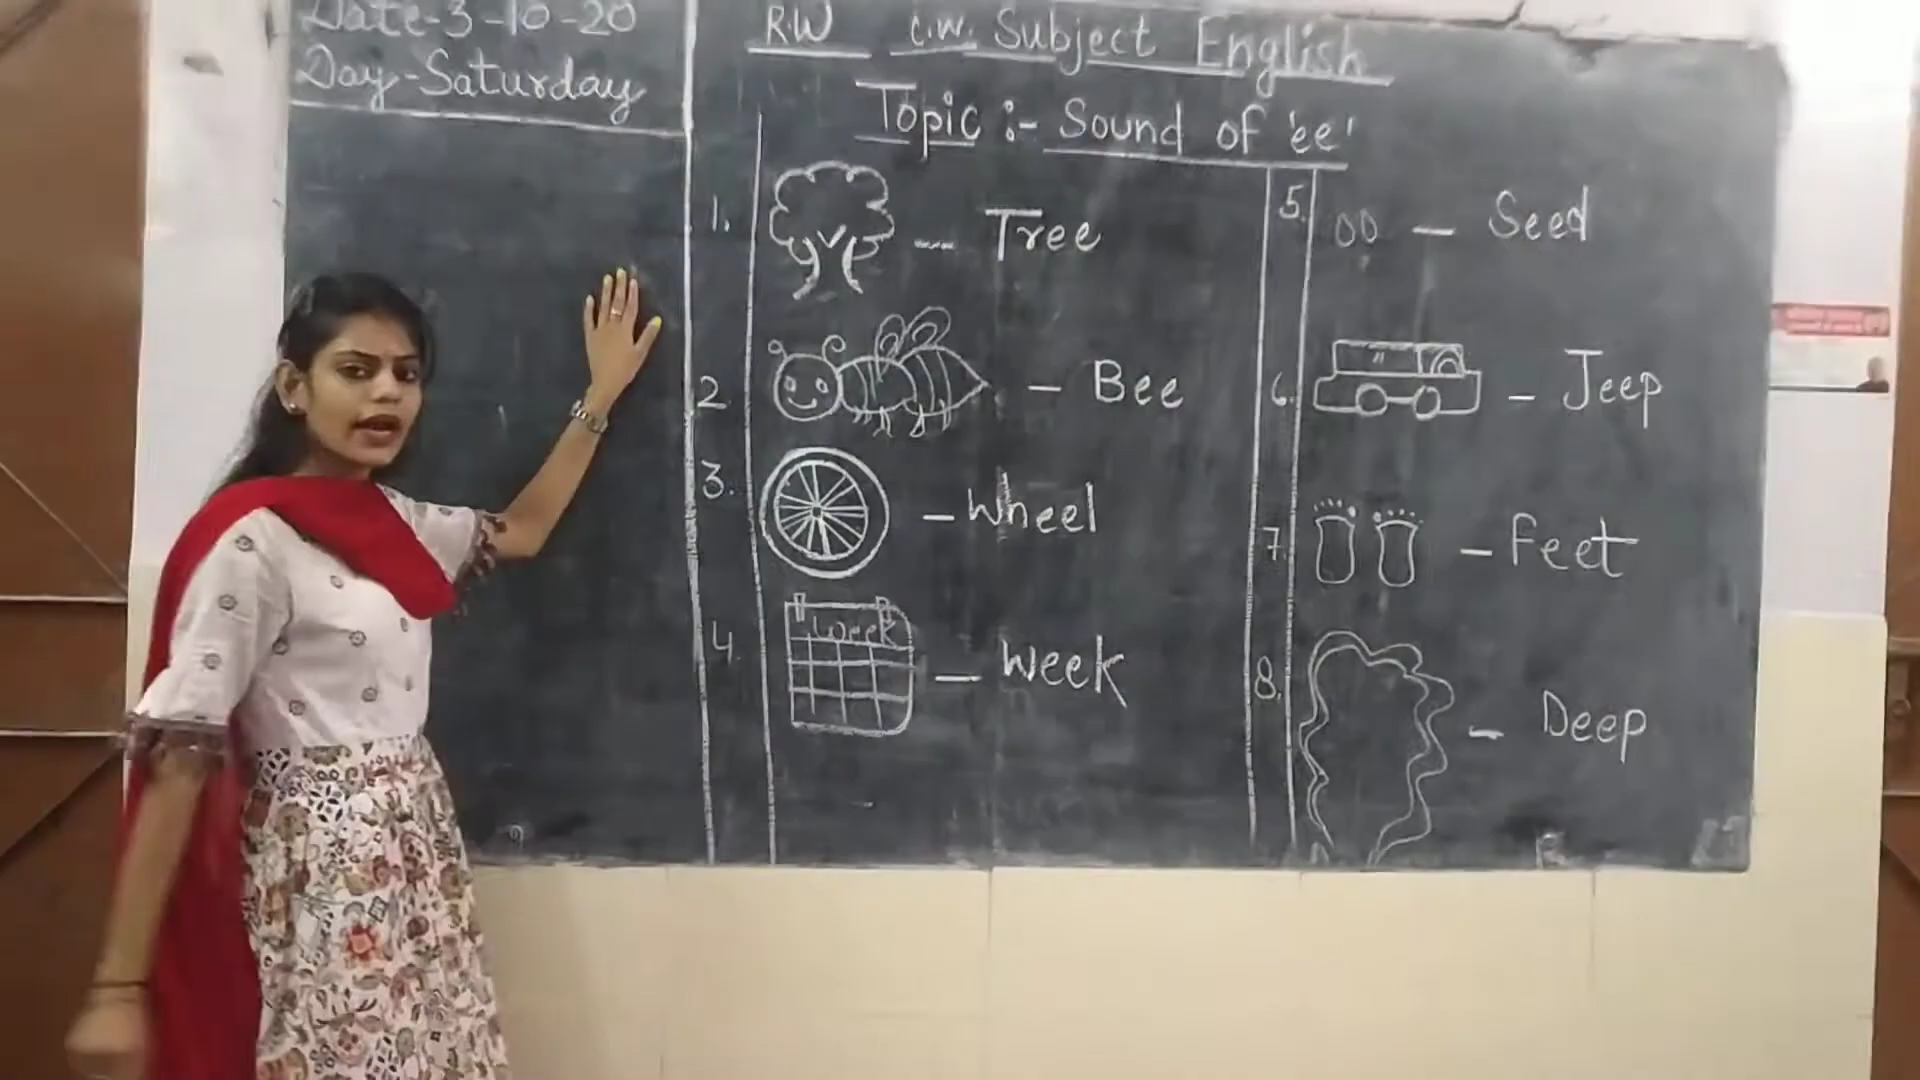 Date-3-10-20
Day-Saturday
R.W C.W. Subject English
Topic :- Sound of 'ee'
1. — Tree
2. — Bee
3. — Wheel
4. Week — Week
5. — Seed
6. — Jeep
7. — Feet
8. — Deep